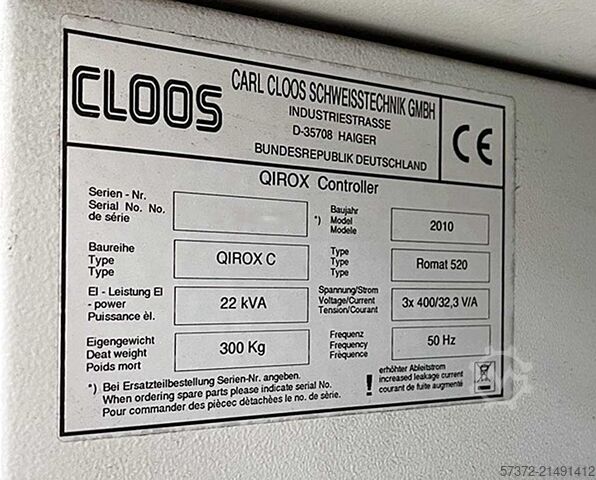 CLOOS
CARL CLOOS SCHWEISSTECHNIK GMBH
INDUSTRIESTRASSE
D-35708 HAIGER
BUNDESREPUBLIK DEUTSCHLAND
CE
QIROX Controller
Serien - Nr.
Serial No. No.
de série
*)
Baujahr
Model
Modele
2010
Baureihe
Type
Type
QIROX C
Type
Type
Type
Romat 520
El - Leistung El
- power
Puissance èl.
22 kVA
Spannung/Strom
Voltage/Current
Tension/Courant
3x 400/32,3 V/A
Eigengewicht
Deat weight
Poids mort
300 Kg
Frequenz
Frequency
Frèquence
50 Hz
*) Bei Ersatzteilbestellung Serien-Nr. angeben.
When ordering spare parts please indicate serial No.
Pour commander des piècec détachées le no. de série.
!
erhöhter Ableitstrom
increased leakage current
courant de fuite augmenté
57372-21491412